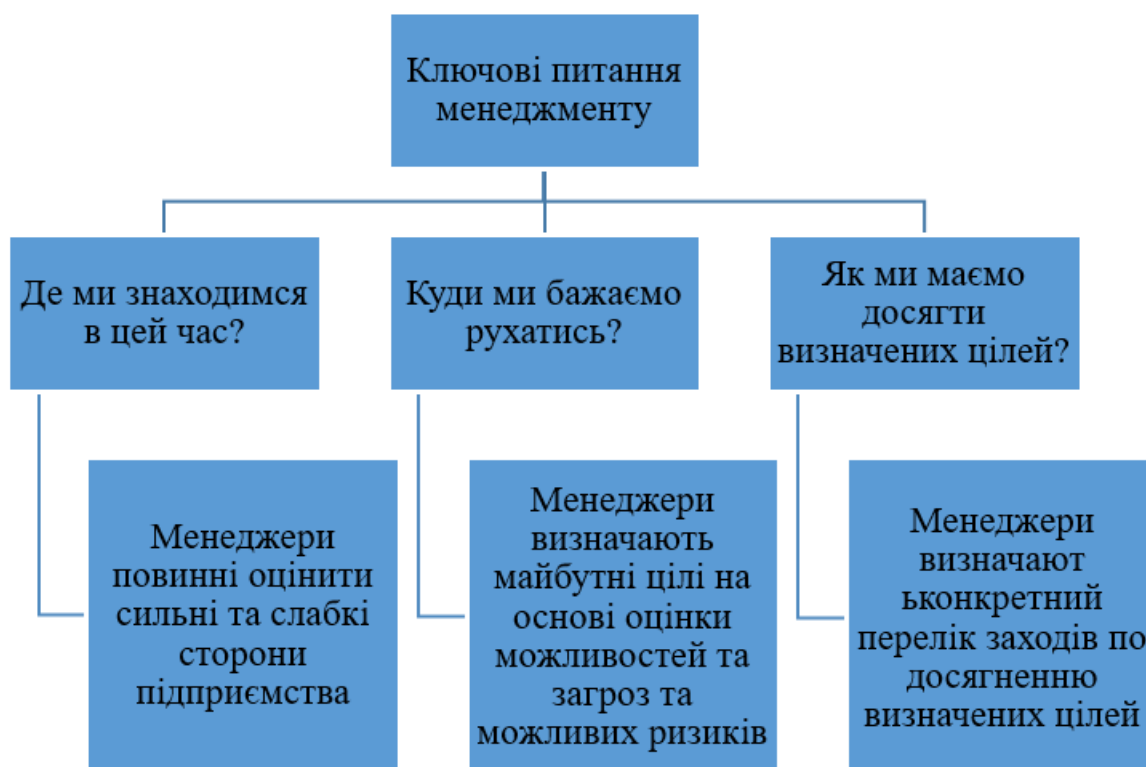 Ключові питання
менеджменту
Де ми знаходимся
в цей час?
Куди ми бажаємо
рухатись?
Як ми маємо
досягти
визначених цілей?
Менеджери
повинні оцінити
сильні та слабкі
сторони
підприємства
Менеджери
визначають
майбутні цілі на
основі оцінки
можливостей та
загроз та
можливих ризиків
Менеджери
визначают
ьконкретний
перелік заходів по
досягненню
визначених цілей